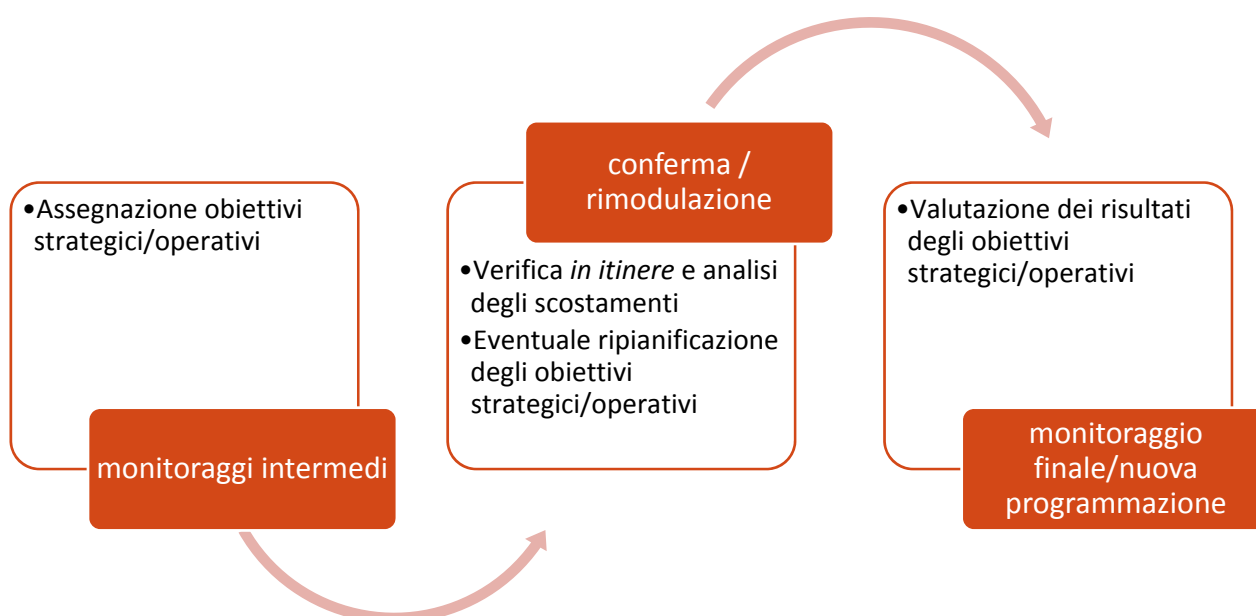 •Assegnazione obiettivi
strategici/operativi
monitoraggi intermedi
conferma /
rimodulazione
•Verifica in itinere e analisi
degli scostamenti
•Eventuale ripianificazione
degli obiettivi
strategici/operativi
•Valutazione dei risultati
degli obiettivi
strategici/operativi
monitoraggio
finale/nuova
programmazione